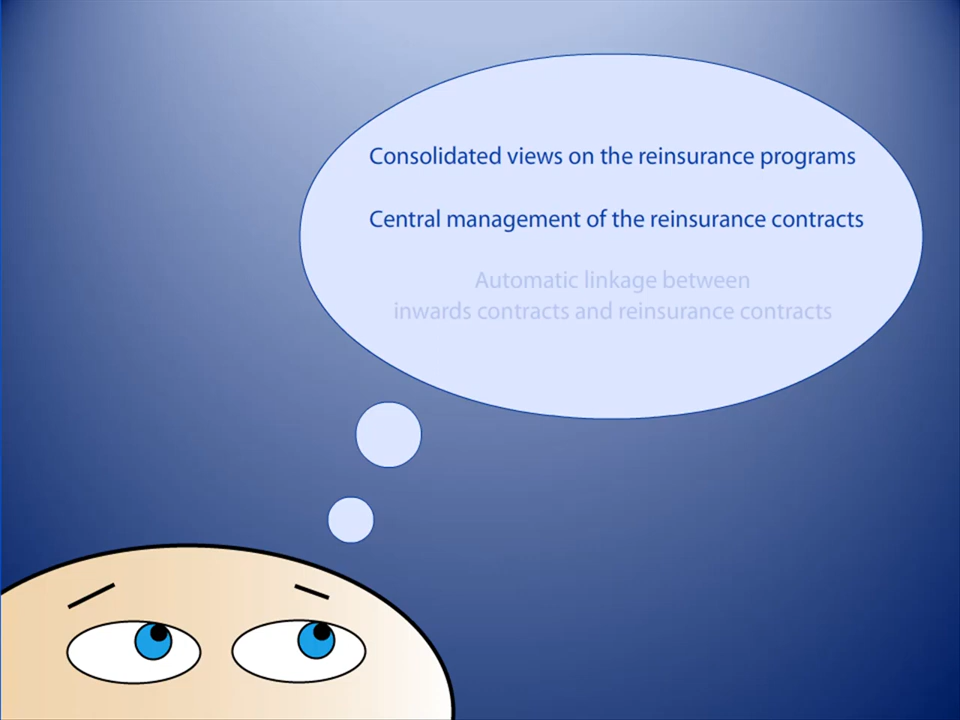 Consolidated views on the reinsurance programs
Central management of the reinsurance contracts
Automatic linkage between
inwards contracts and reinsurance contracts